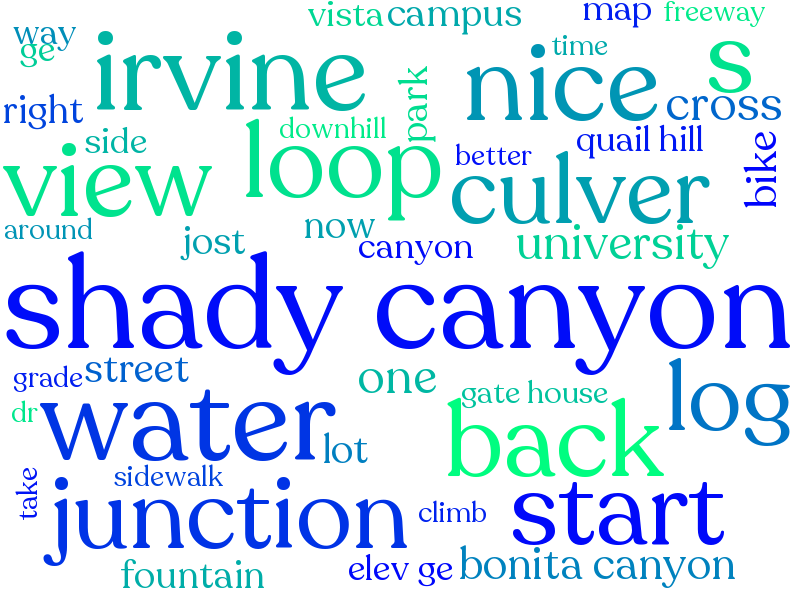 vista campus map freeway
way
ge
irvine nice time s
right park cross
side downhill quail hill bike
view loop better culver
around jost now canyon university
shady canyon
grade street one
dr water lot gate house log
back
take sidewalk
junction climb start
fountain elev ge bonita canyon